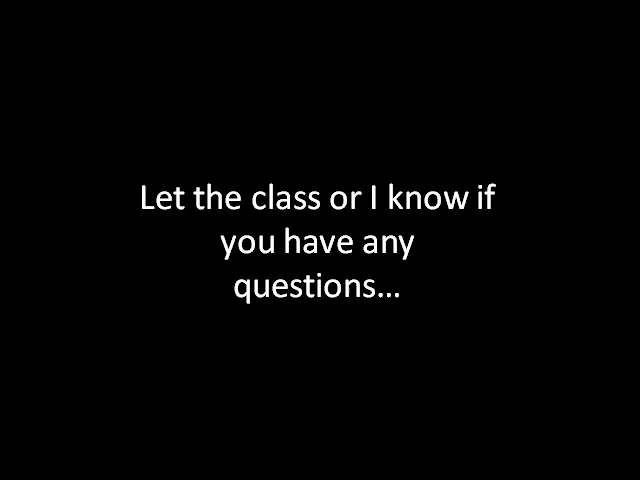 Let the class or I know if
you have any
questions…